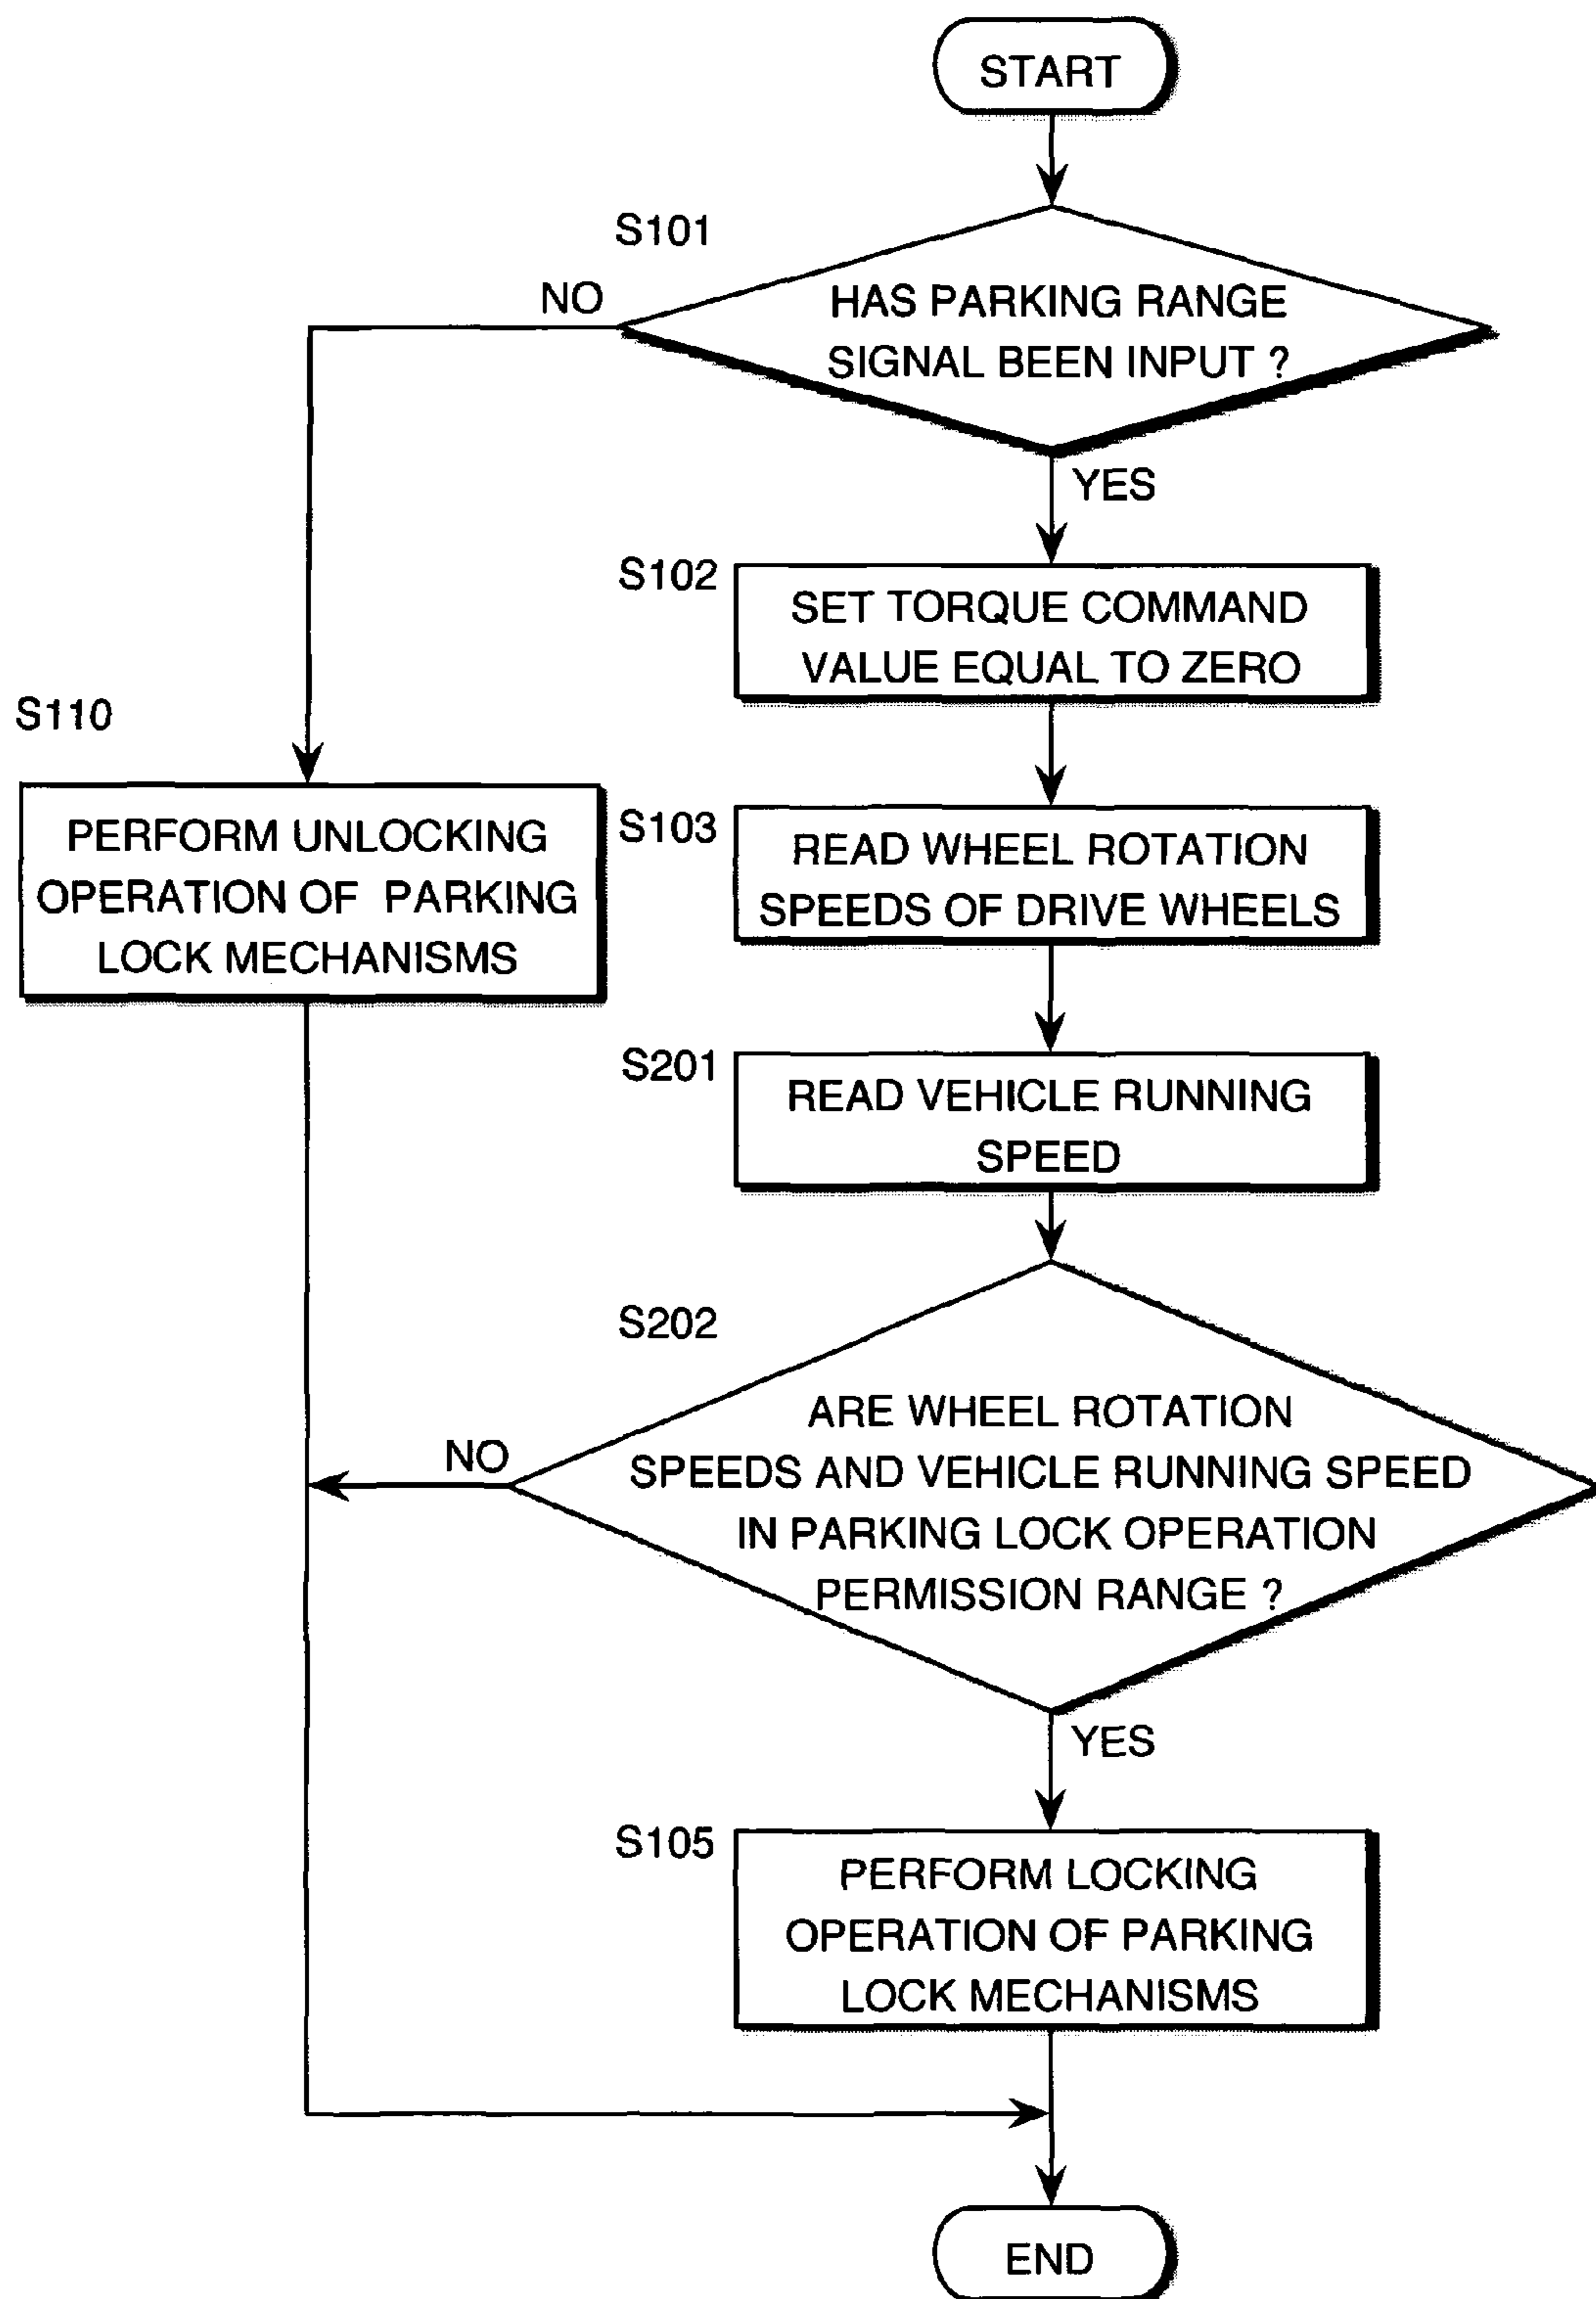 START
S101
NO
HAS PARKING RANGE
SIGNAL BEEN INPUT ?
YES
S102
SET TORQUE COMMAND
VALUE EQUAL TO ZERO
S110
PERFORM UNLOCKING
OPERATION OF PARKING
LOCK MECHANISMS
S103
READ WHEEL ROTATION
SPEEDS OF DRIVE WHEELS
S201
READ VEHICLE RUNNING
SPEED
S202
NO
ARE WHEEL ROTATION
SPEEDS AND VEHICLE RUNNING SPEED
IN PARKING LOCK OPERATION
PERMISSION RANGE ?
YES
S105
PERFORM LOCKING
OPERATION OF PARKING
LOCK MECHANISMS
END